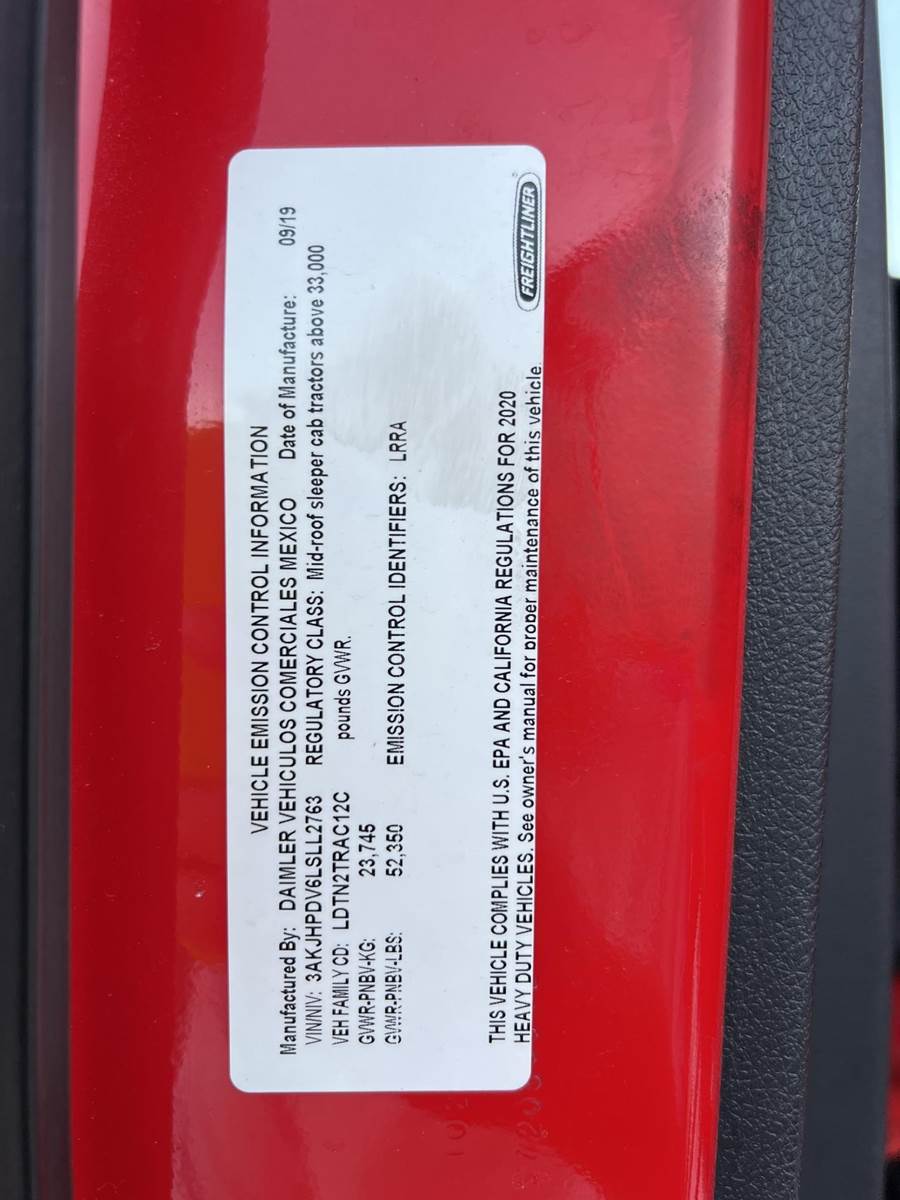 VEHICLE EMISSION CONTROL INFORMATION
Manufactured By: DAIMLER VEHICULOS COMERCIALES MEXICO Date of Manufacture: 09/19
VIN/NIV: 3AKJHPDV6LSLL2763 REGULATORY CLASS: Mid-roof sleeper cab tractors above 33,000
VEH FAMILY CD: LDTN2TRAC12C pounds GVWR.
GVWR-PNBV-KG: 23,745
GVWR-PNBV-LBS: 52,350 EMISSION CONTROL IDENTIFIERS: LRRA
THIS VEHICLE COMPLIES WITH U.S. EPA AND CALIFORNIA REGULATIONS FOR 2020
HEAVY DUTY VEHICLES. See owner's manual for proper maintenance of this vehicle.
FREIGHTLINER